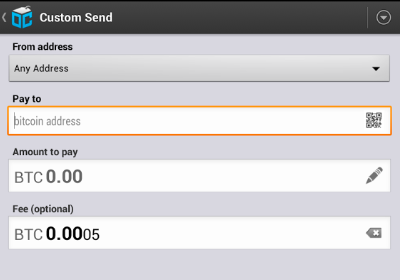 Custom Send
From address
Any Address
Pay to
bitcoin address
Amount to pay
BTC 0.00
Fee (optional)
BTC 0.0005